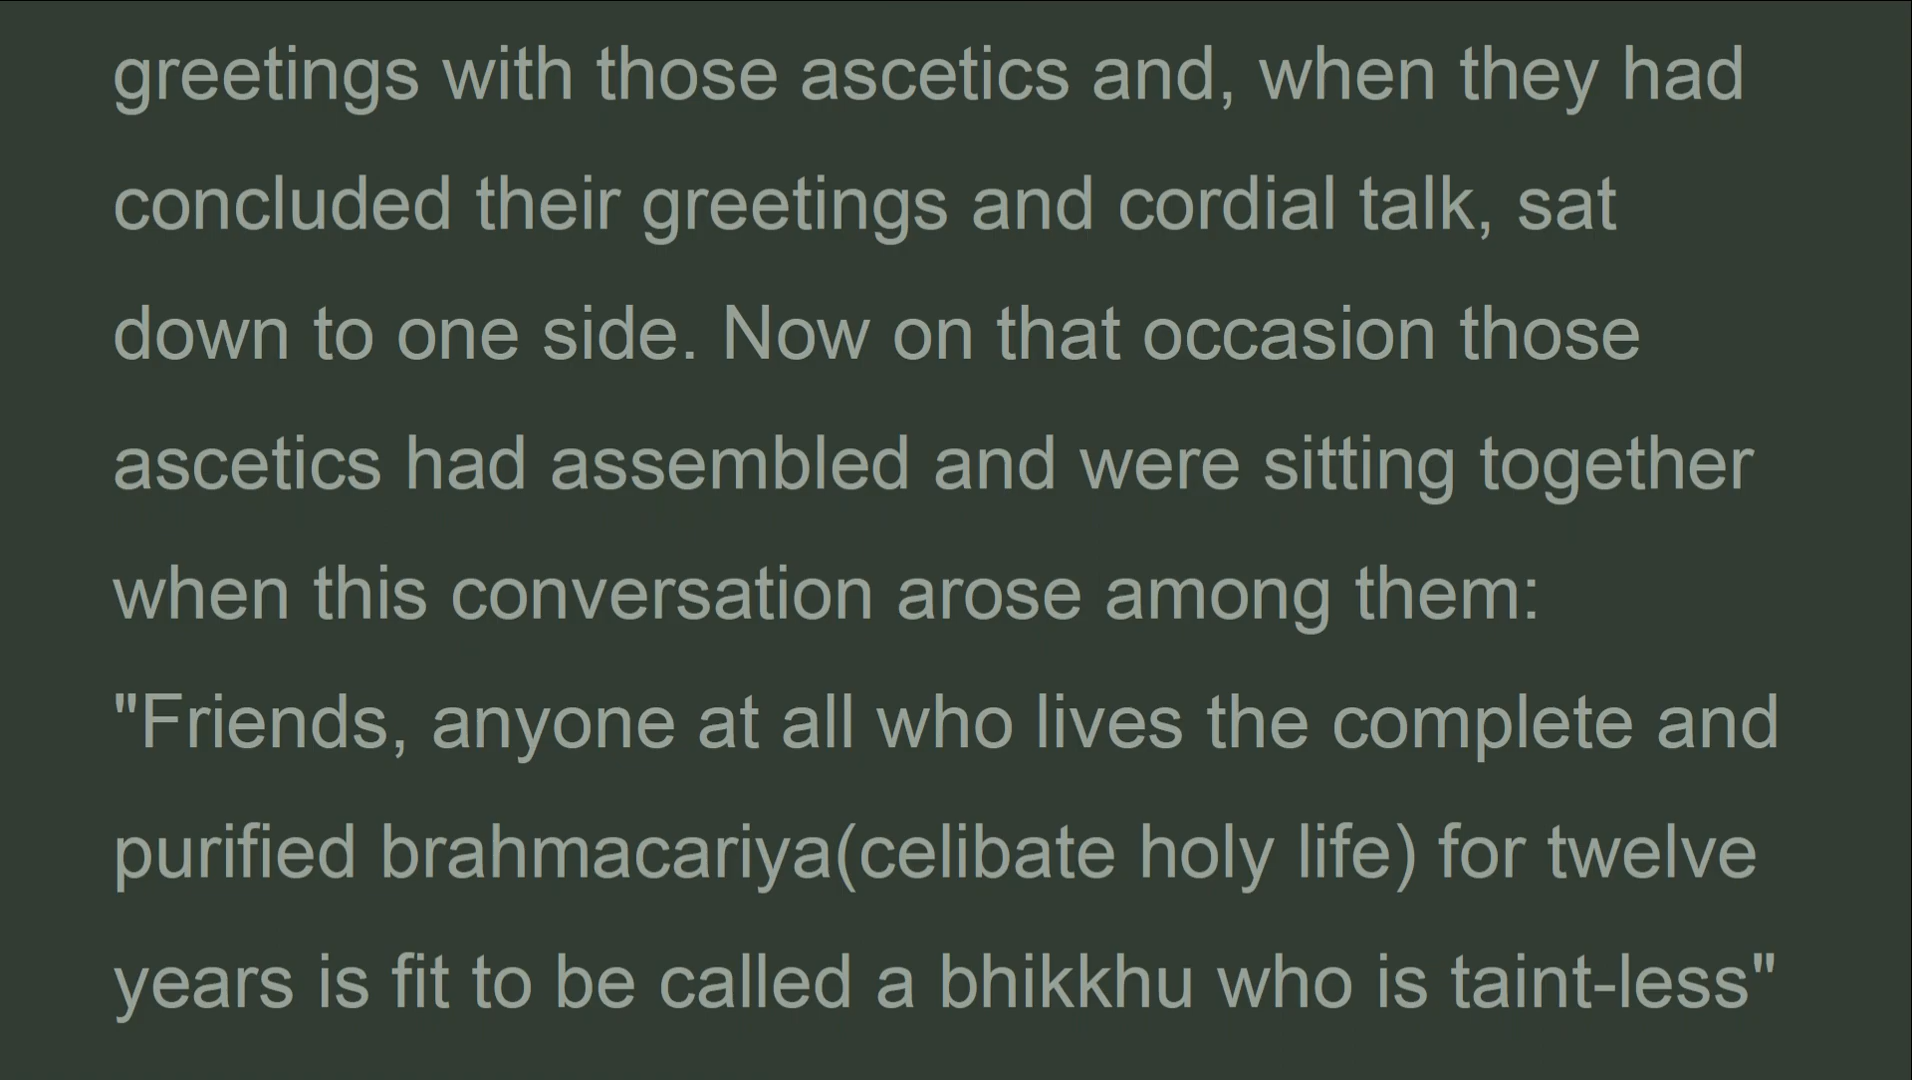 greetings with those ascetics and, when they had
concluded their greetings and cordial talk, sat
down to one side. Now on that occasion those
ascetics had assembled and were sitting together
when this conversation arose among them:
"Friends, anyone at all who lives the complete and
purified brahmacariya(celibate holy life) for twelve
years is fit to be called a bhikkhu who is taint-less"